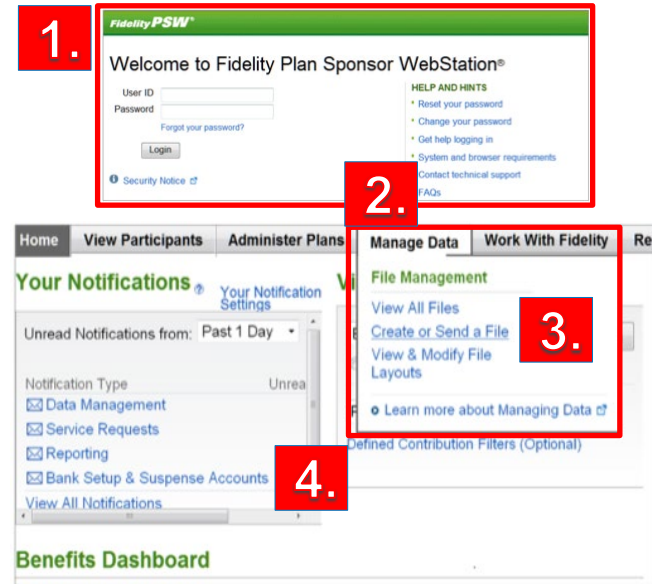 1.
Fidelity PSW®
Welcome to Fidelity Plan Sponsor WebStation®
User ID
Password
Forgot your password?
Login
Security Notice
HELP AND HINTS
Reset your password
Change your password
Get help logging in
System and browser requirements
Contact technical support
FAQs
2.
Home View Participants Administer Plans Manage Data Work With Fidelity Re
Your Notifications
Your Notification
Settings
Unread Notifications from: Past 1 Day
Notification Type Unrea
Data Management
Service Requests
Reporting
Bank Setup & Suspense Accounts
View All Notifications
Vi
File Management
View All Files
Create or Send a File
View & Modify File
Layouts
Learn more about Managing Data
3.
Defined Contribution Filters (Optional)
4.
Benefits Dashboard